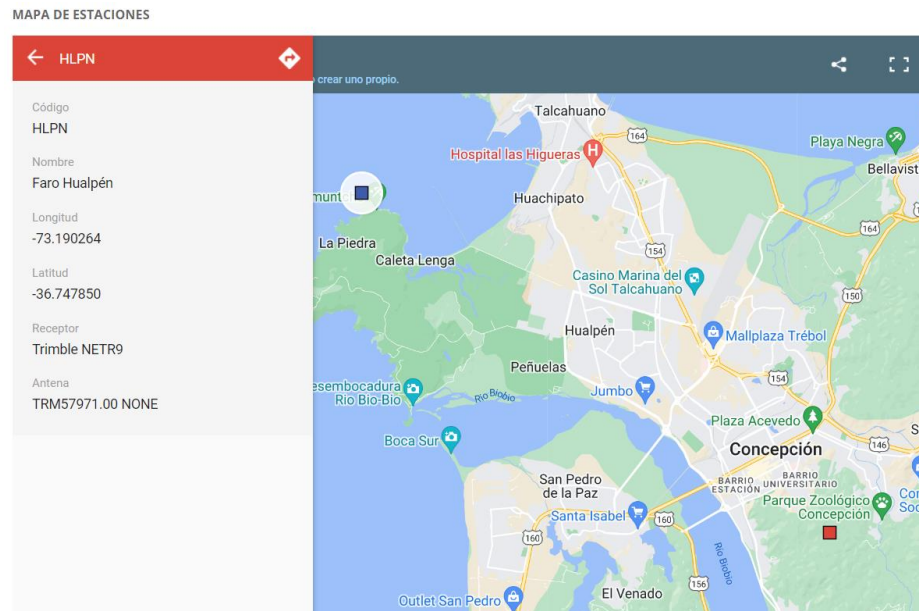 MAPA DE ESTACIONES
HLPN
crear uno propio.
Código
HLPN
Nombre
Faro Hualpén
Longitud
-73.190264
Latitud
-36.747850
Receptor
Trimble NETR9
Antena
TRM57971.00 NONE
Talcahuano
164
Playa Negra
Hospital las Higueras
H
Bellavist
munt
Huachipato
164
La Piedra
154
Caleta Lenga
Casino Marina del
Sol Talcahuano
150
Hualpén
Mallplaza Trébol
Peñuelas
154
esembocadura
Rio Bio-Bio
Río Biobío
Jumbo
Plaza Acevedo
Boca Sur
Concepción
146
San Pedro
de la Paz
BARRIO
ESTACIÓN
BARRIO
UNIVERSITARIO
Parque Zoológico
Concepción
Santa Isabel
160
160
Río Biobío
156
El Venado
Outlet San Pedro